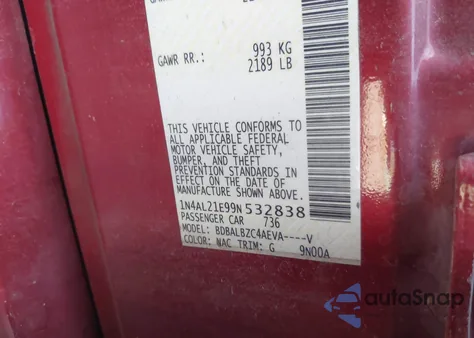 993 KG
GAWR RR.: 2189 LB
THIS VEHICLE CONFORMS TO
ALL APPLICABLE FEDERAL
MOTOR VEHICLE SAFETY,
BUMPER, AND THEFT
PREVENTION STANDARDS IN
EFFECT ON THE DATE OF
MANUFACTURE SHOWN ABOVE.
1N4AL21E99N532838
PASSENGER CAR 736
MODEL: BDBALBZC4AEVA----V
COLOR: NAC TRIM: G 9N00A
autoSnap